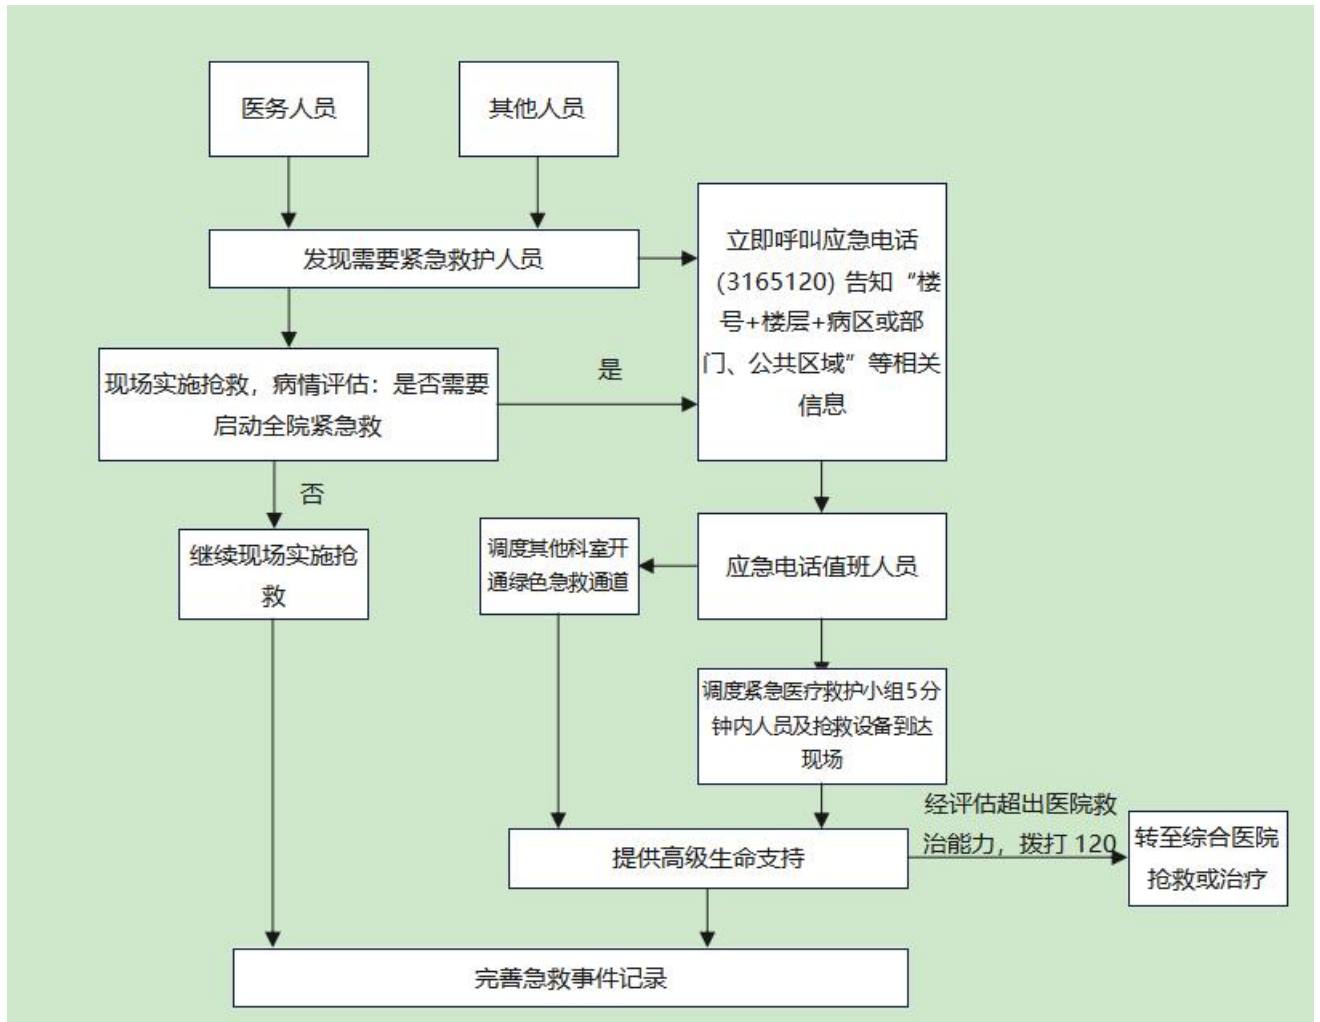 医务人员
其他人员
发现需要紧急救护人员
立即呼叫应急电话
(3165120) 告知“楼
号+楼层+病区或部
门、公共区域”等相关
信息
现场实施抢救，病情评估：是否需要
启动全院紧急救
是
否
继续现场实施抢
救
调度其他科室开
通绿色急救通道
应急电话值班人员
调度紧急医疗救护小组5分
钟内人员及抢救设备到达
现场
经评估超出医院救
治能力，拨打 120
提供高级生命支持
转至综合医院
抢救或治疗
完善急救事件记录